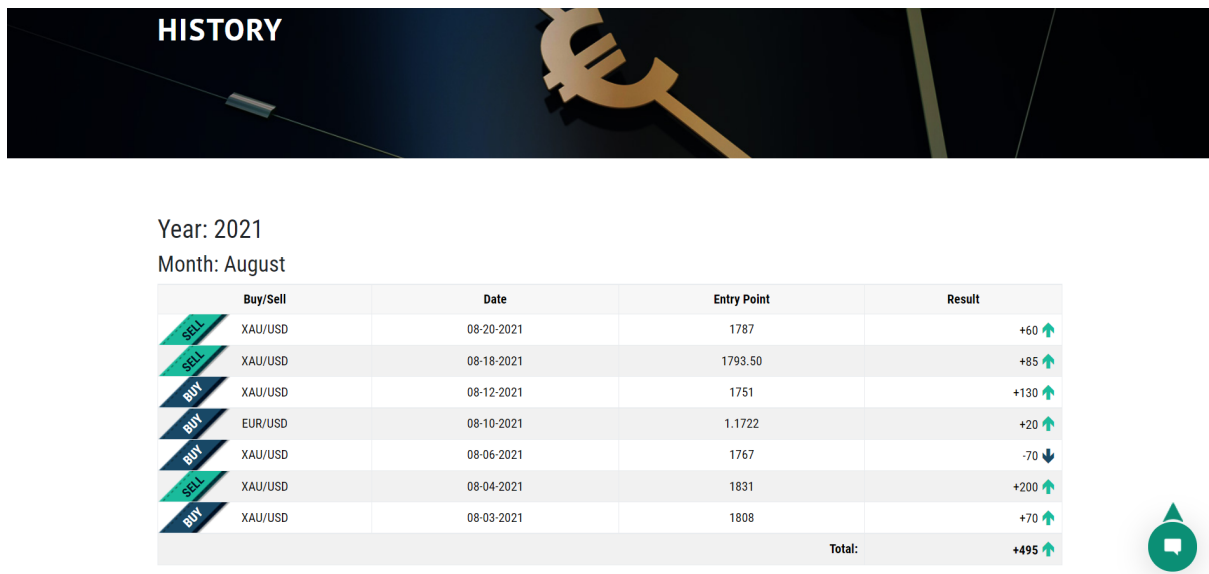 HISTORY
Year: 2021
Month: August
Buy/Sell Date Entry Point Result
SELL XAU/USD 08-20-2021 1787 +60
SELL XAU/USD 08-18-2021 1793.50 +85
BUY XAU/USD 08-12-2021 1751 +130
BUY EUR/USD 08-10-2021 1.1722 +20
BUY XAU/USD 08-06-2021 1767 -70
SELL XAU/USD 08-04-2021 1831 +200
BUY XAU/USD 08-03-2021 1808 +70
Total: +495